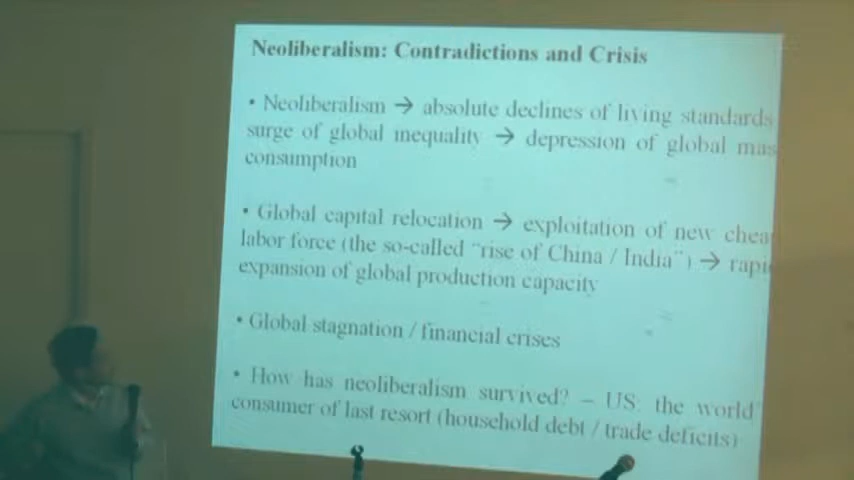 Neoliberalism: Contradictions and Crisis
• Neoliberalism → absolute declines of living standards
surge of global inequality → depression of global mas
consumption
• Global capital relocation → exploitation of new chea
labor force (the so-called "rise of China / India") → rapi
expansion of global production capacity
• Global stagnation / financial crises
• How has neoliberalism survived? – US: the world
consumer of last resort (household debt / trade deficits)